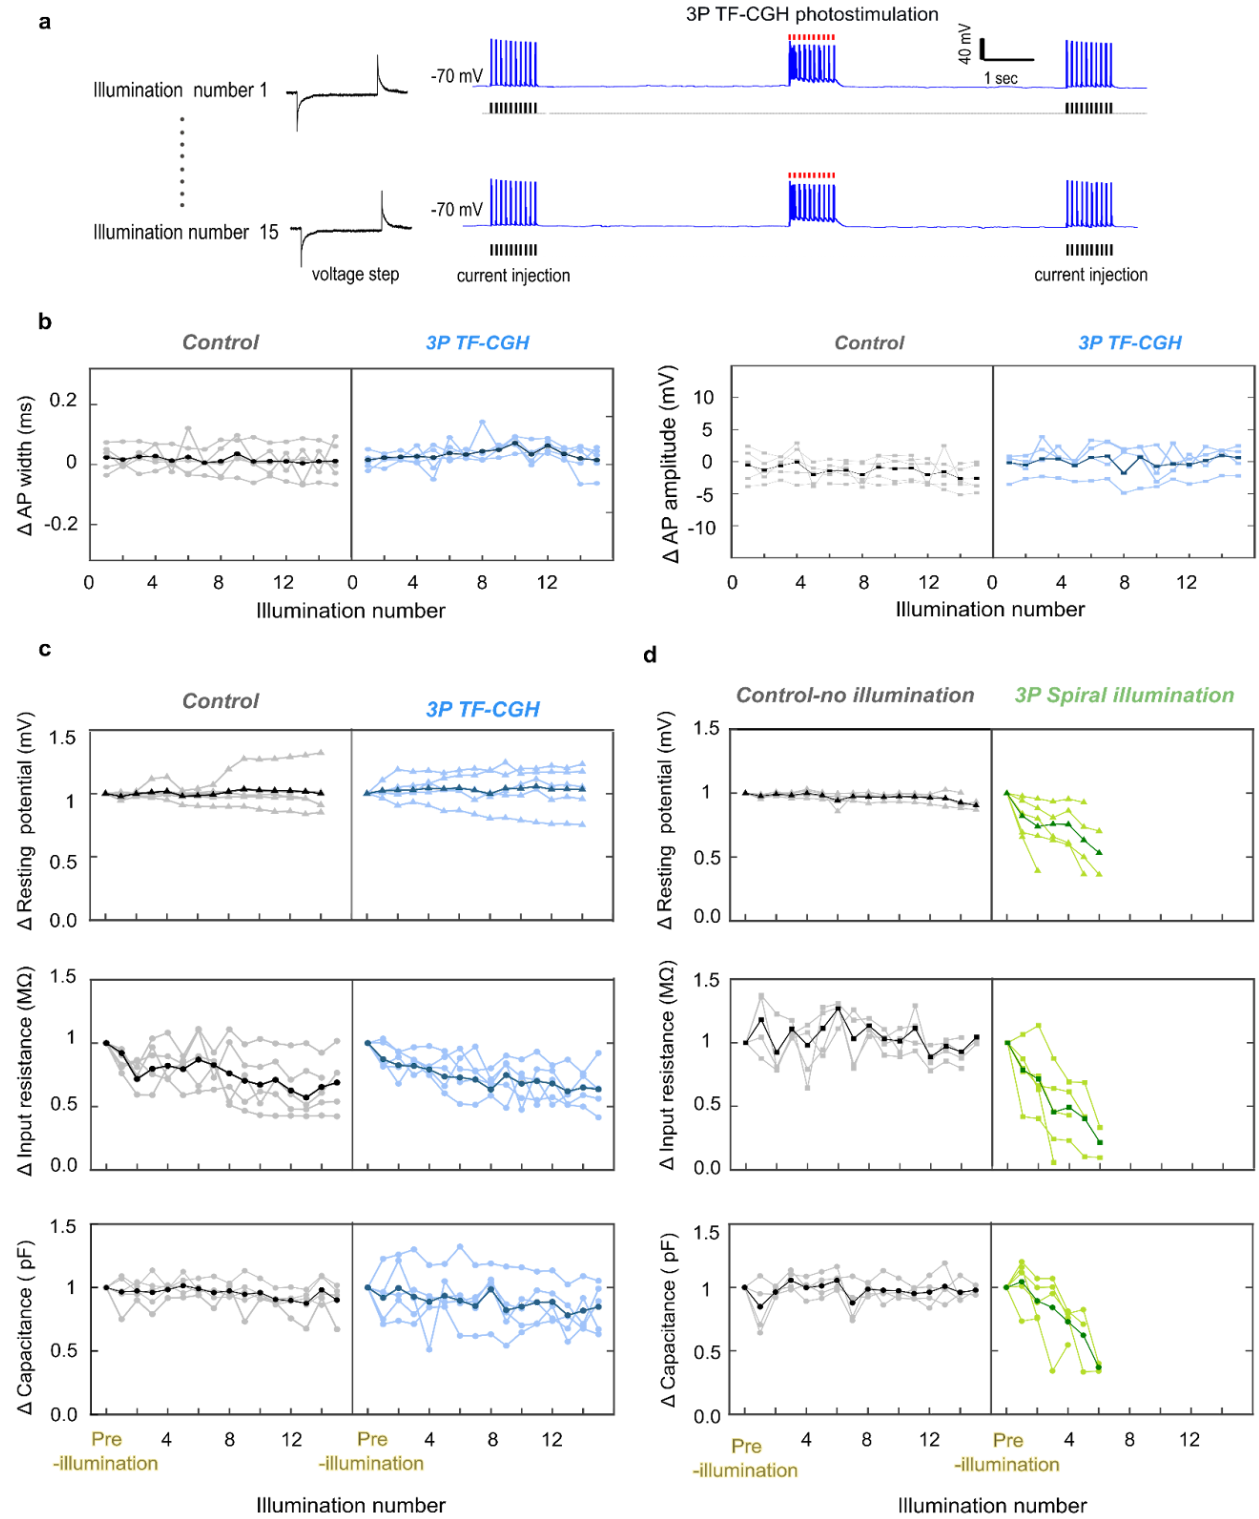 a
3P TF-CGH photostimulation
40 mV
1 sec
-70 mV
Illumination number 1
-70 mV
Illumination number 15
voltage step
current injection
current injection
b
Control
3P TF-CGH
Control
3P TF-CGH
Δ AP width (ms)
0.2
0
-0.2
0 4 8 12 0 4 8 12
Illumination number
Δ AP amplitude (mV)
10
5
0
-5
-10
0 4 8 12 0 4 8 12
Illumination number
c
Control
3P TF-CGH
Δ Resting potential (mV)
1.5
1
0.5
0.0
Δ Input resistance (MΩ)
1.5
1
0.5
0.0
Δ Capacitance ( pF)
1.5
1
0.5
0.0
Pre
-illumination
4 8 12
Pre
-illumination
4 8 12
Illumination number
d
Control-no illumination
3P Spiral illumination
Δ Resting potential (mV)
1.5
1
0.5
0.0
Δ Input resistance (MΩ)
1.5
1
0.5
0.0
Δ Capacitance ( pF)
1.5
1
0.5
0.0
Pre
-illumination
4 8 12
Pre
-illumination
4 8 12
Illumination number